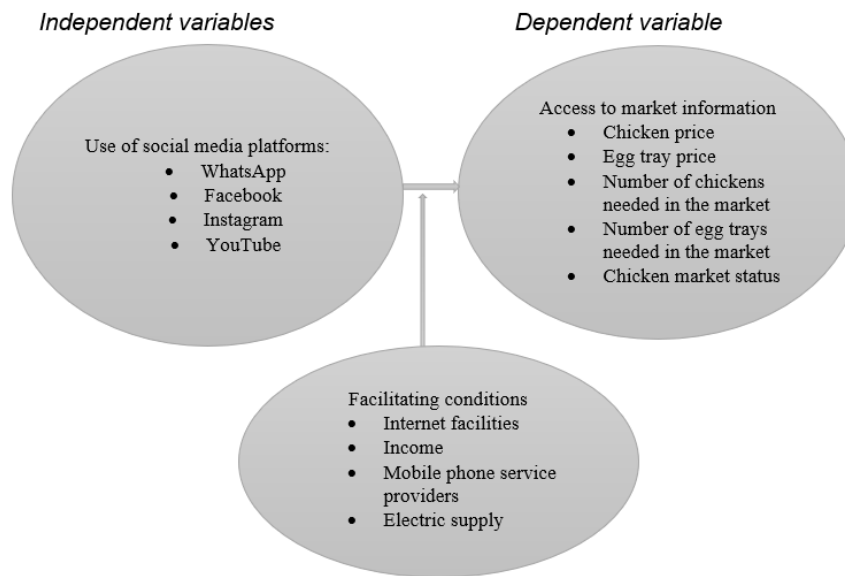 Independent variables
Dependent variable
Use of social media platforms:
• WhatsApp
• Facebook
• Instagram
• YouTube
Access to market information
• Chicken price
• Egg tray price
• Number of chickens
needed in the market
• Number of egg trays
needed in the market
• Chicken market status
Facilitating conditions
• Internet facilities
• Income
• Mobile phone service
providers
• Electric supply